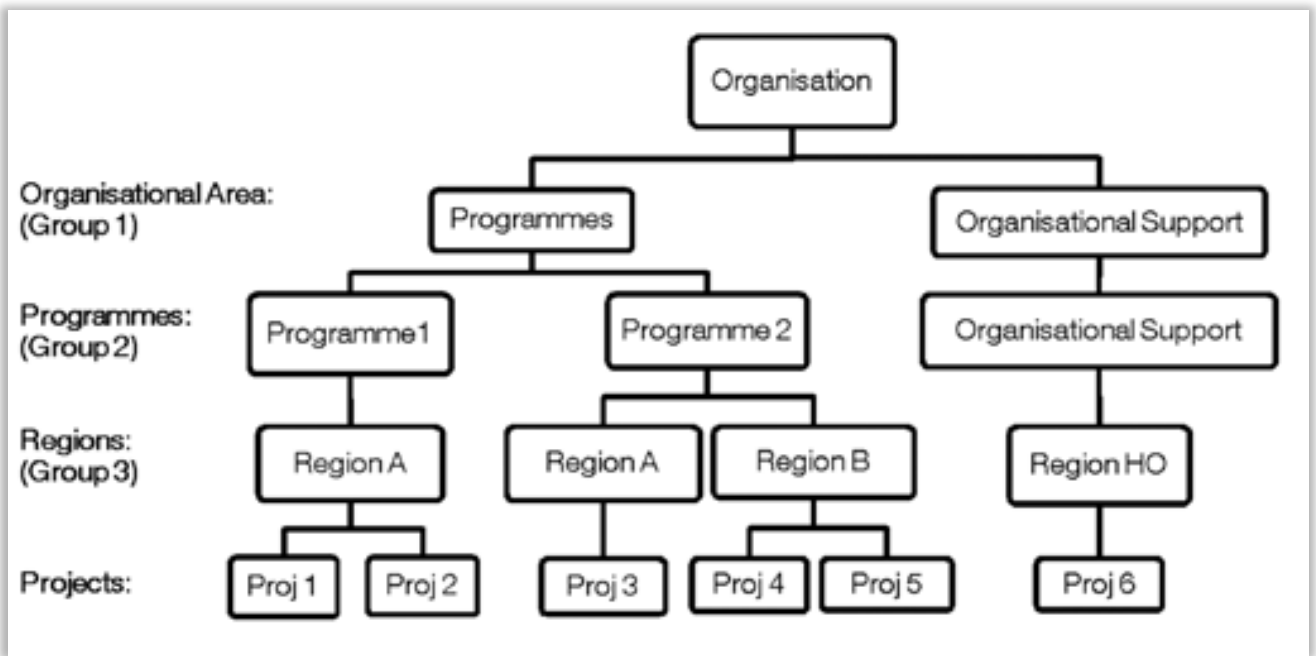 Organisation
Organisational Area:
(Group 1)
Programmes
Organisational Support
Programmes:
(Group 2)
Programme1
Programme 2
Organisational Support
Regions:
(Group 3)
Region A
Region A
Region B
Region HO
Projects:
Proj 1
Proj 2
Proj 3
Proj 4
Proj 5
Proj 6